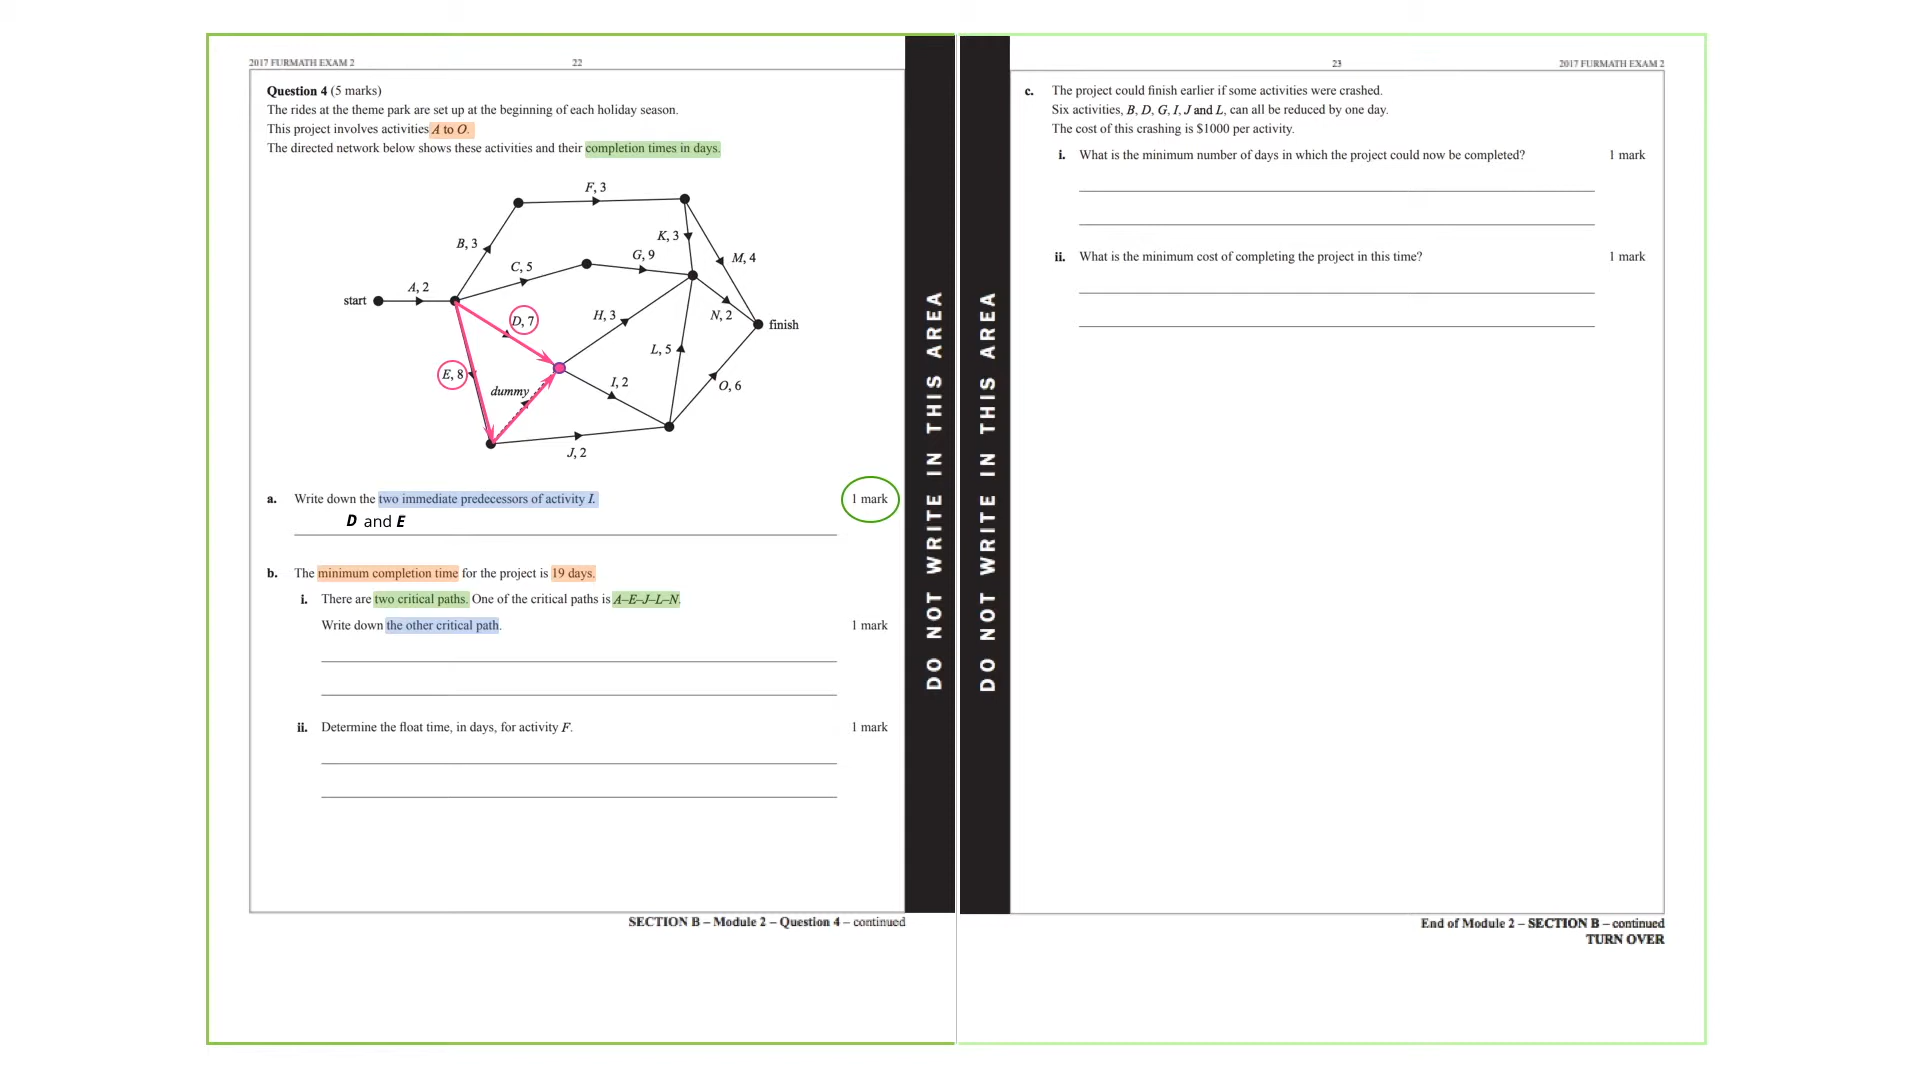 2017 FURMATH EXAM 2
22
Question 4 (5 marks)
The rides at the theme park are set up at the beginning of each holiday season.
This project involves activities A to O.
The directed network below shows these activities and their completion times in days.
F, 3
B, 3
K, 3
G, 9
M, 4
C, 5
A, 2
start
D, 7
H, 3
N, 2
finish
L, 5
E, 8
I, 2
O, 6
dummy
J, 2
a. Write down the two immediate predecessors of activity I. 1 mark
D and E
b. The minimum completion time for the project is 19 days.
i. There are two critical paths. One of the critical paths is A–E–J–L–N.
Write down the other critical path. 1 mark
ii. Determine the float time, in days, for activity F. 1 mark
SECTION B – Module 2 – Question 4 – continued
DO NOT WRITE IN THIS AREA
DO NOT WRITE IN THIS AREA
23
2017 FURMATH EXAM 2
c. The project could finish earlier if some activities were crashed.
Six activities, B, D, G, I, J and L, can all be reduced by one day.
The cost of this crashing is $1000 per activity.
i. What is the minimum number of days in which the project could now be completed? 1 mark
ii. What is the minimum cost of completing the project in this time? 1 mark
End of Module 2 – SECTION B – continued
TURN OVER